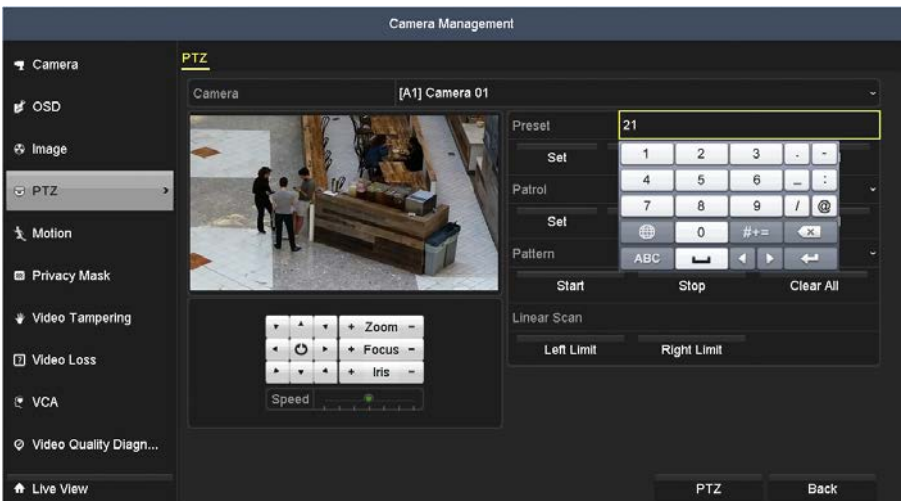 Camera Management
Camera
OSD
Image
PTZ
Motion
Privacy Mask
Video Tampering
Video Loss
VCA
Video Quality Diagn...
Live View
PTZ
Camera [A1] Camera 01
Preset 21
Set
1 2 3 . -
4 5 6 _ :
7 8 9 / @
0 #+=
ABC
Patrol
Set
Pattern
Start Stop Clear All
Linear Scan
Left Limit Right Limit
+ Zoom -
+ Focus -
+ Iris -
Speed
PTZ Back